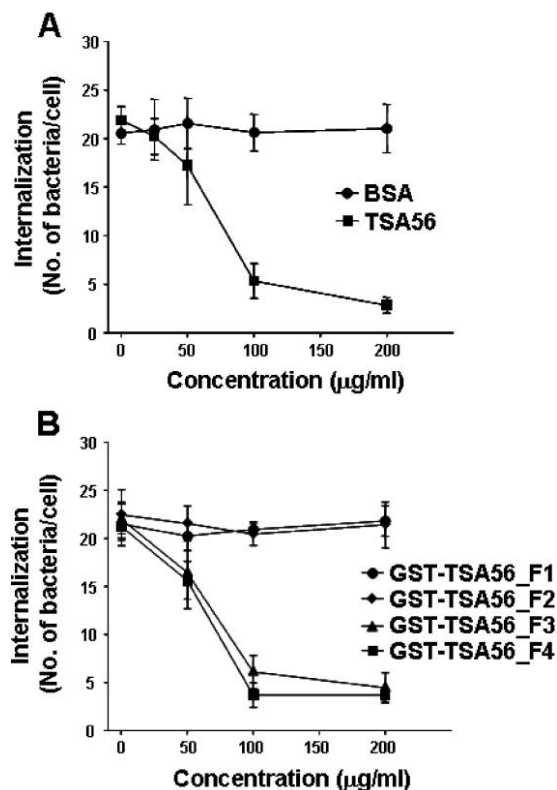 A
30
25
20
15
10
5
0
Internalization
(No. of bacteria/cell)
BSA
TSA56
0 50 100 150 200
Concentration (µg/ml)
B
30
25
20
15
10
5
0
Internalization
(No. of bacteria/cell)
GST-TSA56_F1
GST-TSA56_F2
GST-TSA56_F3
GST-TSA56_F4
0 50 100 150 200
Concentration (µg/ml)